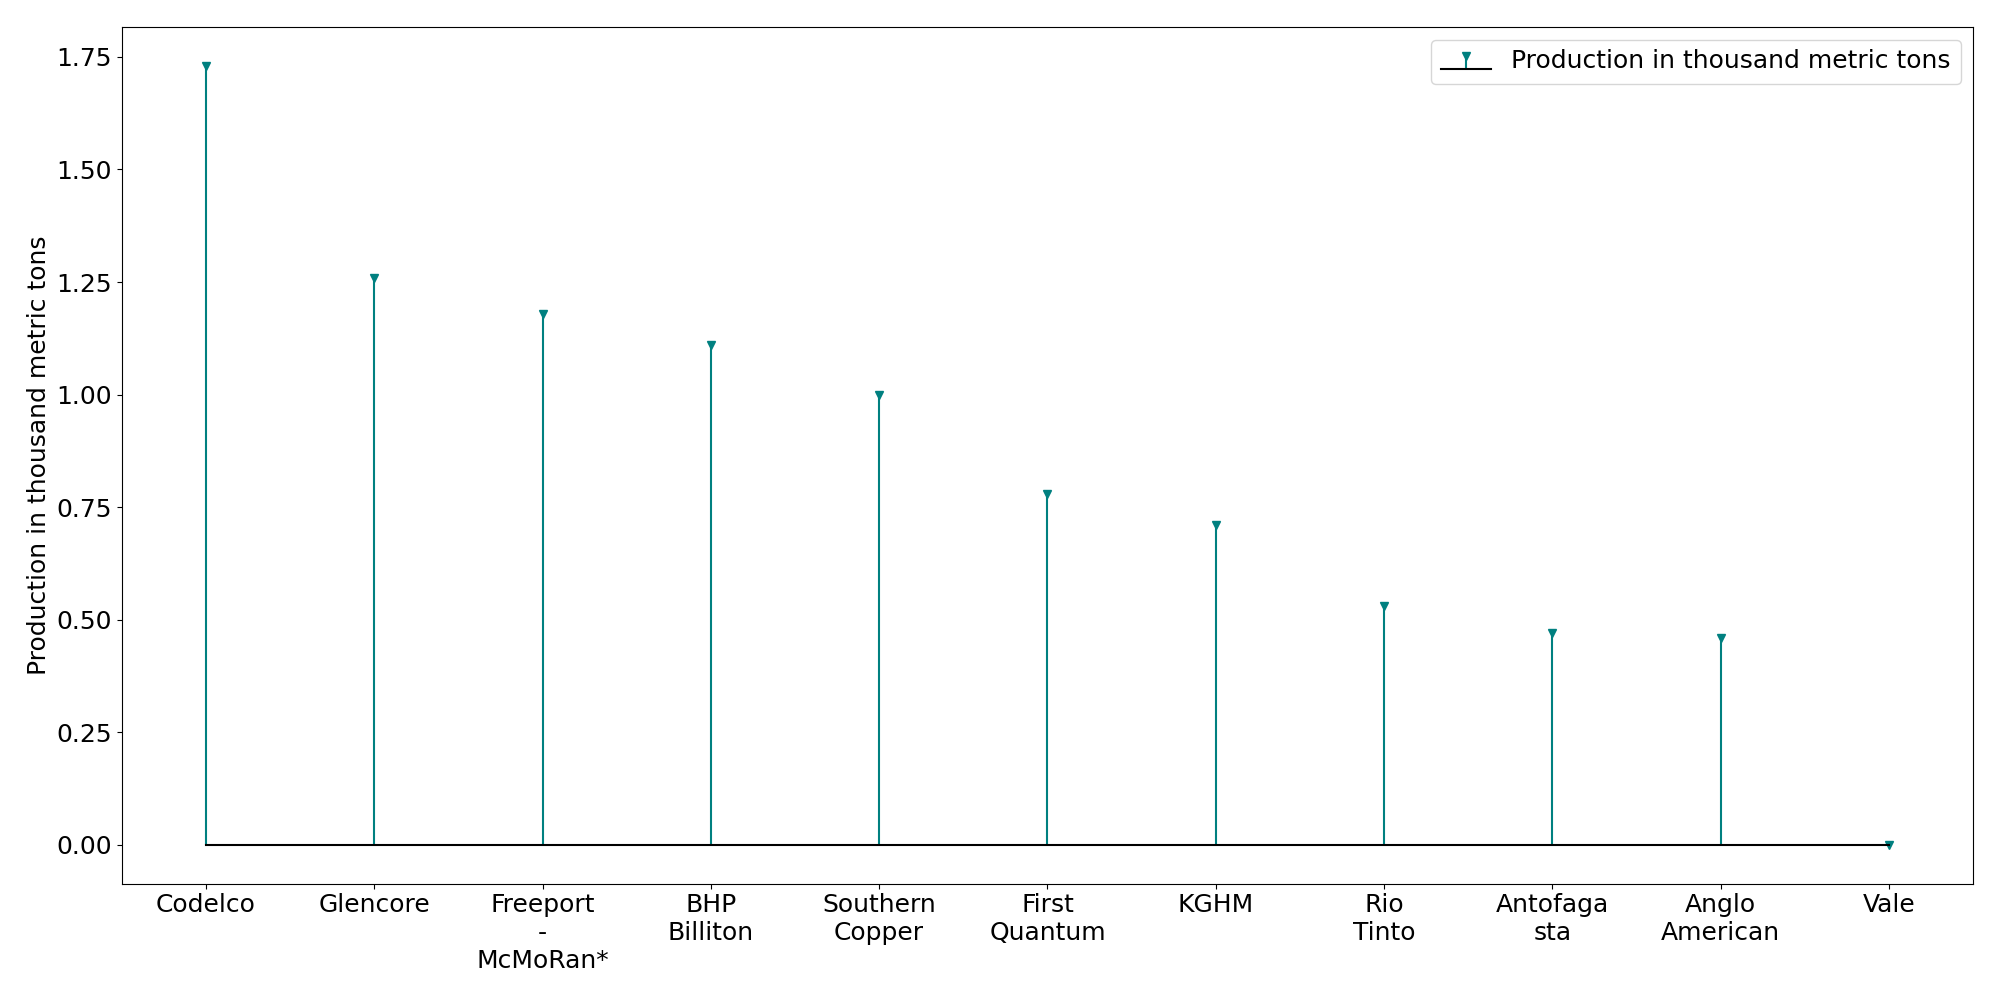 Production in thousand metric tons
Production in thousand metric tons
1.75
1.50
1.25
1.00
0.75
0.50
0.25
0.00
Codelco
Glencore
Freeport
-
McMoRan*
BHP
Billiton
Southern
Copper
First
Quantum
KGHM
Rio
Tinto
Antofaga
sta
Anglo
American
Vale